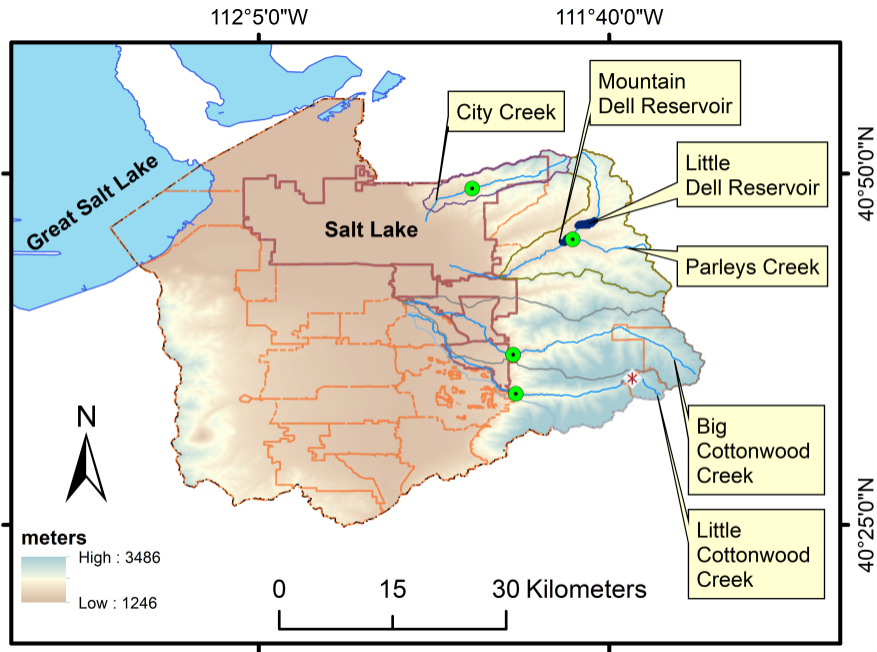 112°5'0"W
111°40'0"W
Mountain
Dell Reservoir
City Creek
Little
Dell Reservoir
40°50'0"N
Great Salt Lake
Salt Lake
Parleys Creek
N
Big
Cottonwood
Creek
40°25'0"N
Little
Cottonwood
Creek
meters
High : 3486
Low : 1246
0
15
30 Kilometers